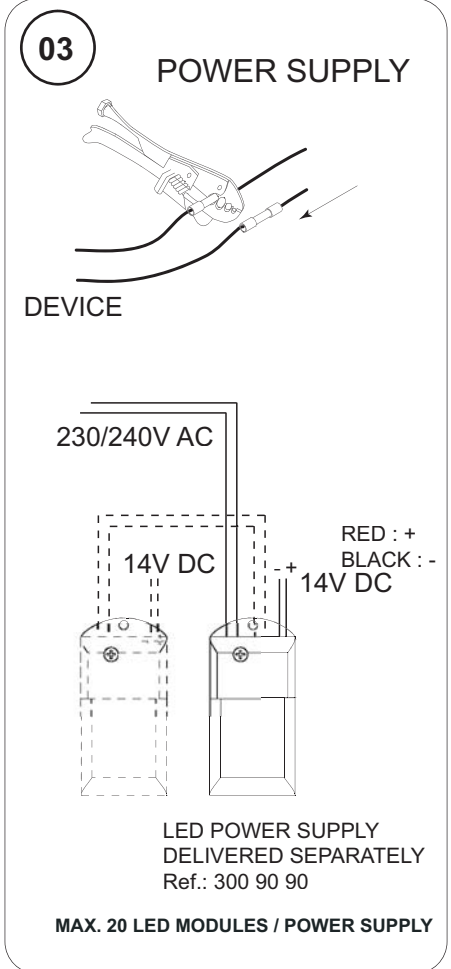 03
POWER SUPPLY
DEVICE
230/240V AC
RED : +
BLACK : -
14V DC
- +
14V DC
LED POWER SUPPLY
DELIVERED SEPARATELY
Ref.: 300 90 90
MAX. 20 LED MODULES / POWER SUPPLY